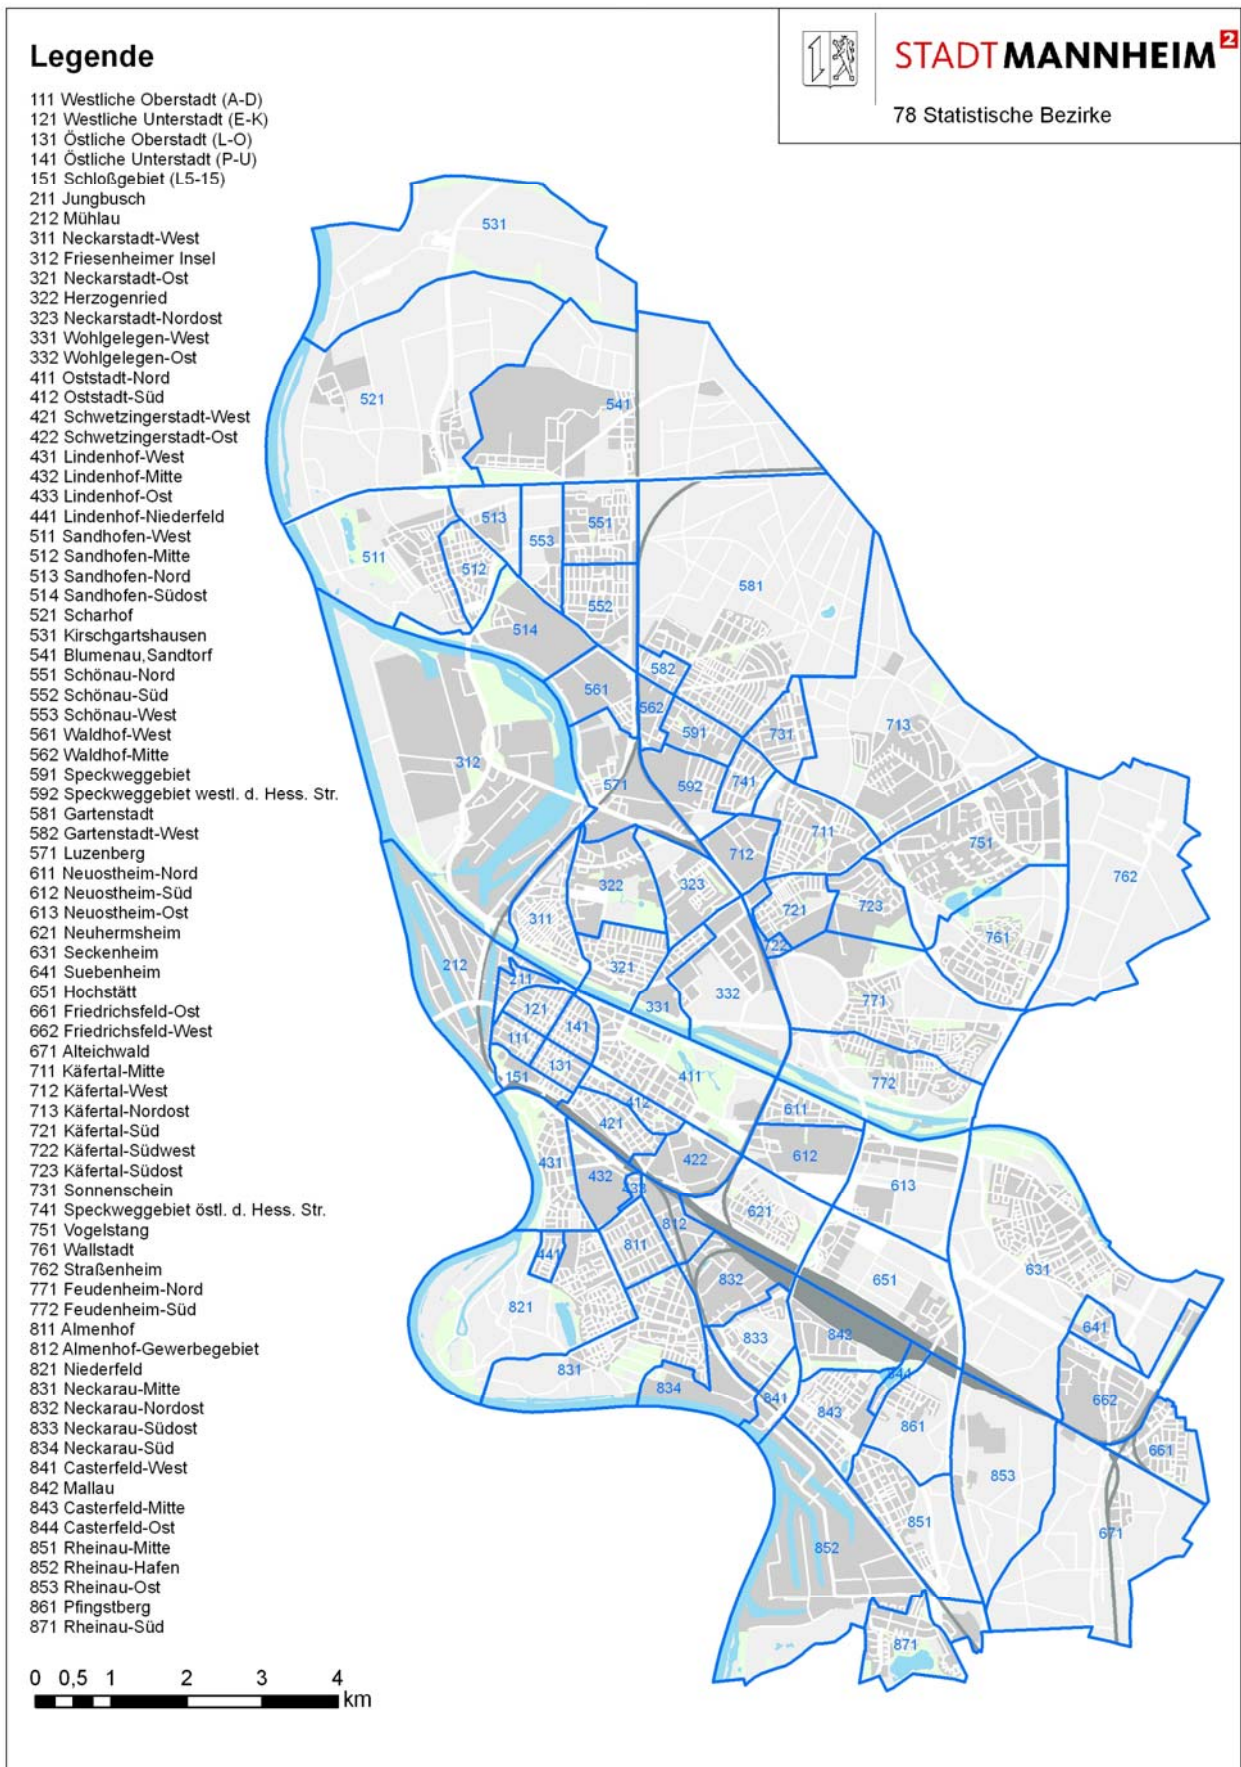 Legende
111 Westliche Oberstadt (A-D)
121 Westliche Unterstadt (E-K)
131 Östliche Oberstadt (L-O)
141 Östliche Unterstadt (P-U)
151 Schloßgebiet (L5-15)
211 Jungbusch
212 Mühlau
311 Neckarstadt-West
312 Friesenheimer Insel
321 Neckarstadt-Ost
322 Herzogenried
323 Neckarstadt-Nordost
331 Wohlgelegen-West
332 Wohlgelegen-Ost
411 Oststadt-Nord
412 Oststadt-Süd
421 Schwetzingerstadt-West
422 Schwetzingerstadt-Ost
431 Lindenhof-West
432 Lindenhof-Mitte
433 Lindenhof-Ost
441 Lindenhof-Niederfeld
511 Sandhofen-West
512 Sandhofen-Mitte
513 Sandhofen-Nord
514 Sandhofen-Südost
521 Scharhof
531 Kirschgartshausen
541 Blumenau,Sandtorf
551 Schönau-Nord
552 Schönau-Süd
553 Schönau-West
561 Waldhof-West
562 Waldhof-Mitte
591 Speckweggebiet
592 Speckweggebiet westl. d. Hess. Str.
581 Gartenstadt
582 Gartenstadt-West
571 Luzenberg
611 Neuostheim-Nord
612 Neuostheim-Süd
613 Neuostheim-Ost
621 Neuhermsheim
631 Seckenheim
641 Suebenheim
651 Hochstätt
661 Friedrichsfeld-Ost
662 Friedrichsfeld-West
671 Alteichwald
711 Käfertal-Mitte
712 Käfertal-West
713 Käfertal-Nordost
721 Käfertal-Süd
722 Käfertal-Südwest
723 Käfertal-Südost
731 Sonnenschein
741 Speckweggebiet östl. d. Hess. Str.
751 Vogelstang
761 Wallstadt
762 Straßenheim
771 Feudenheim-Nord
772 Feudenheim-Süd
811 Almenhof
812 Almenhof-Gewerbegebiet
821 Niederfeld
831 Neckarau-Mitte
832 Neckarau-Nordost
833 Neckarau-Südost
834 Neckarau-Süd
841 Casterfeld-West
842 Mallau
843 Casterfeld-Mitte
844 Casterfeld-Ost
851 Rheinau-Mitte
852 Rheinau-Hafen
853 Rheinau-Ost
861 Pfingstberg
871 Rheinau-Süd
0 0,5 1 2 3 4
km
STADTMANNHEIM 2
78 Statistische Bezirke
531
521
541
513
551
553
511
512
581
552
514
582
561
562
713
591
731
312
571
592
741
711
751
712
762
322
323
721
723
311
761
722
321
212
211
332
771
121
331
141
111
131
151
411
772
412
611
421
612
431
422
432
613
433
621
812
811
441
631
832
651
821
641
833
842
831
844
834
841
662
843
861
661
853
851
671
852
871